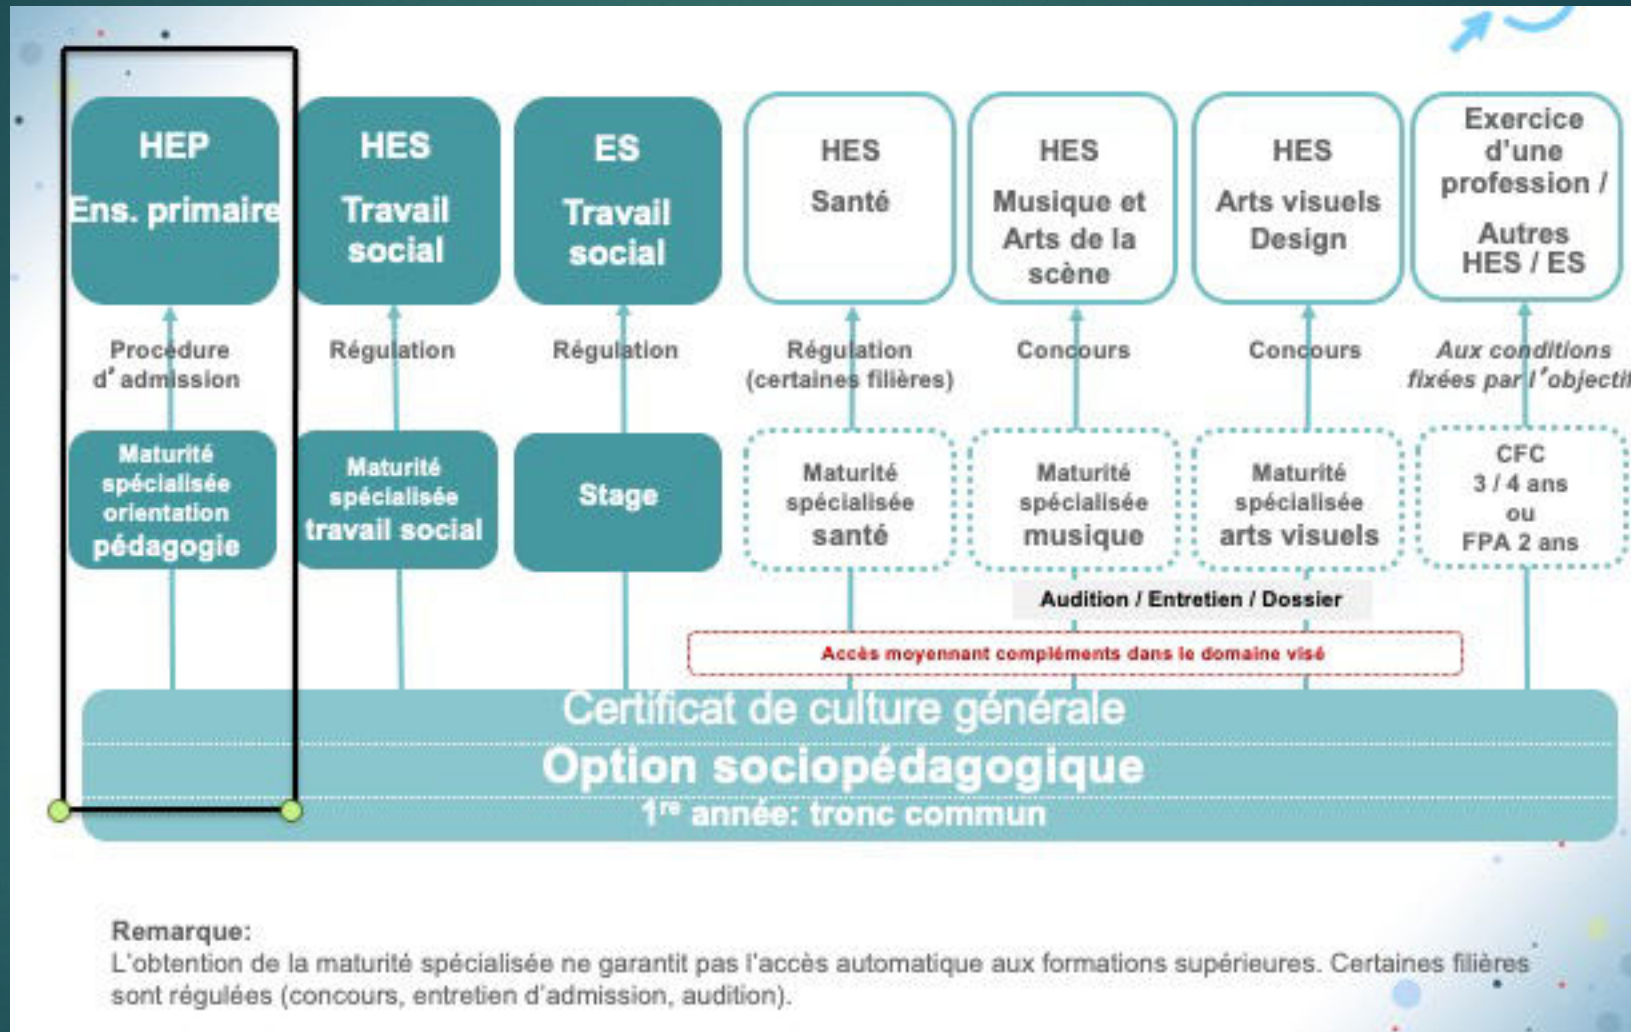 HEP
Ens. primaire
HES
Travail
social
ES
Travail
social
HES
Santé
HES
Musique et
Arts de la
scène
HES
Arts visuels
Design
Exercice
d'une
profession /
Autres
HES / ES
Procédure
d'admission
Régulation
Régulation
Régulation
(certaines filières)
Concours
Concours
Aux conditions
fixées par l'objectif
Maturité
spécialisée
orientation
pédagogie
Maturité
spécialisée
travail social
Stage
Maturité
spécialisée
santé
Maturité
spécialisée
musique
Maturité
spécialisée
arts visuels
CFC
3 / 4 ans
ou
FPA 2 ans
Audition / Entretien / Dossier
Accès moyennant compléments dans le domaine visé
Certificat de culture générale
Option sociopédagogique
1re année: tronc commun
Remarque:
L'obtention de la maturité spécialisée ne garantit pas l'accès automatique aux formations supérieures. Certaines filières
sont régulées (concours, entretien d'admission, audition).